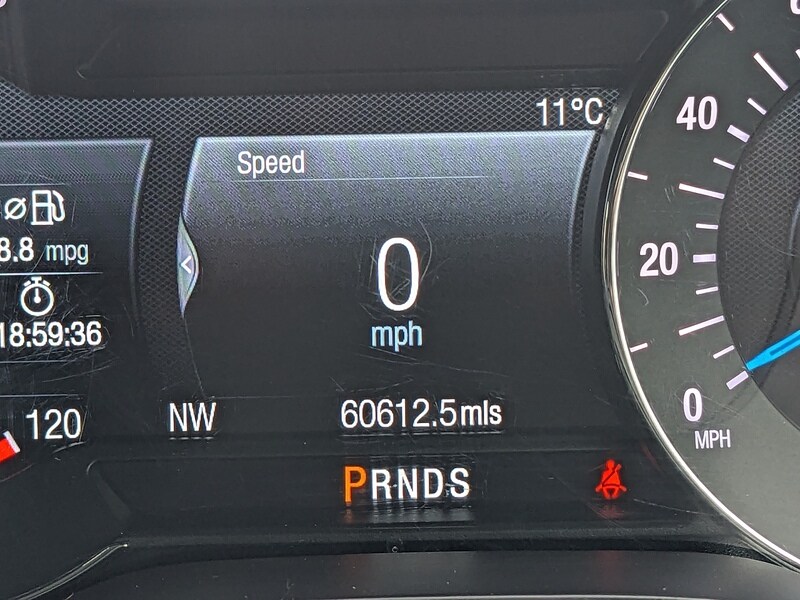 11°C
Speed
8.8 mpg
18:59:36
0
mph
120
NW
60612.5mls
PRNDS
40
20
0
MPH